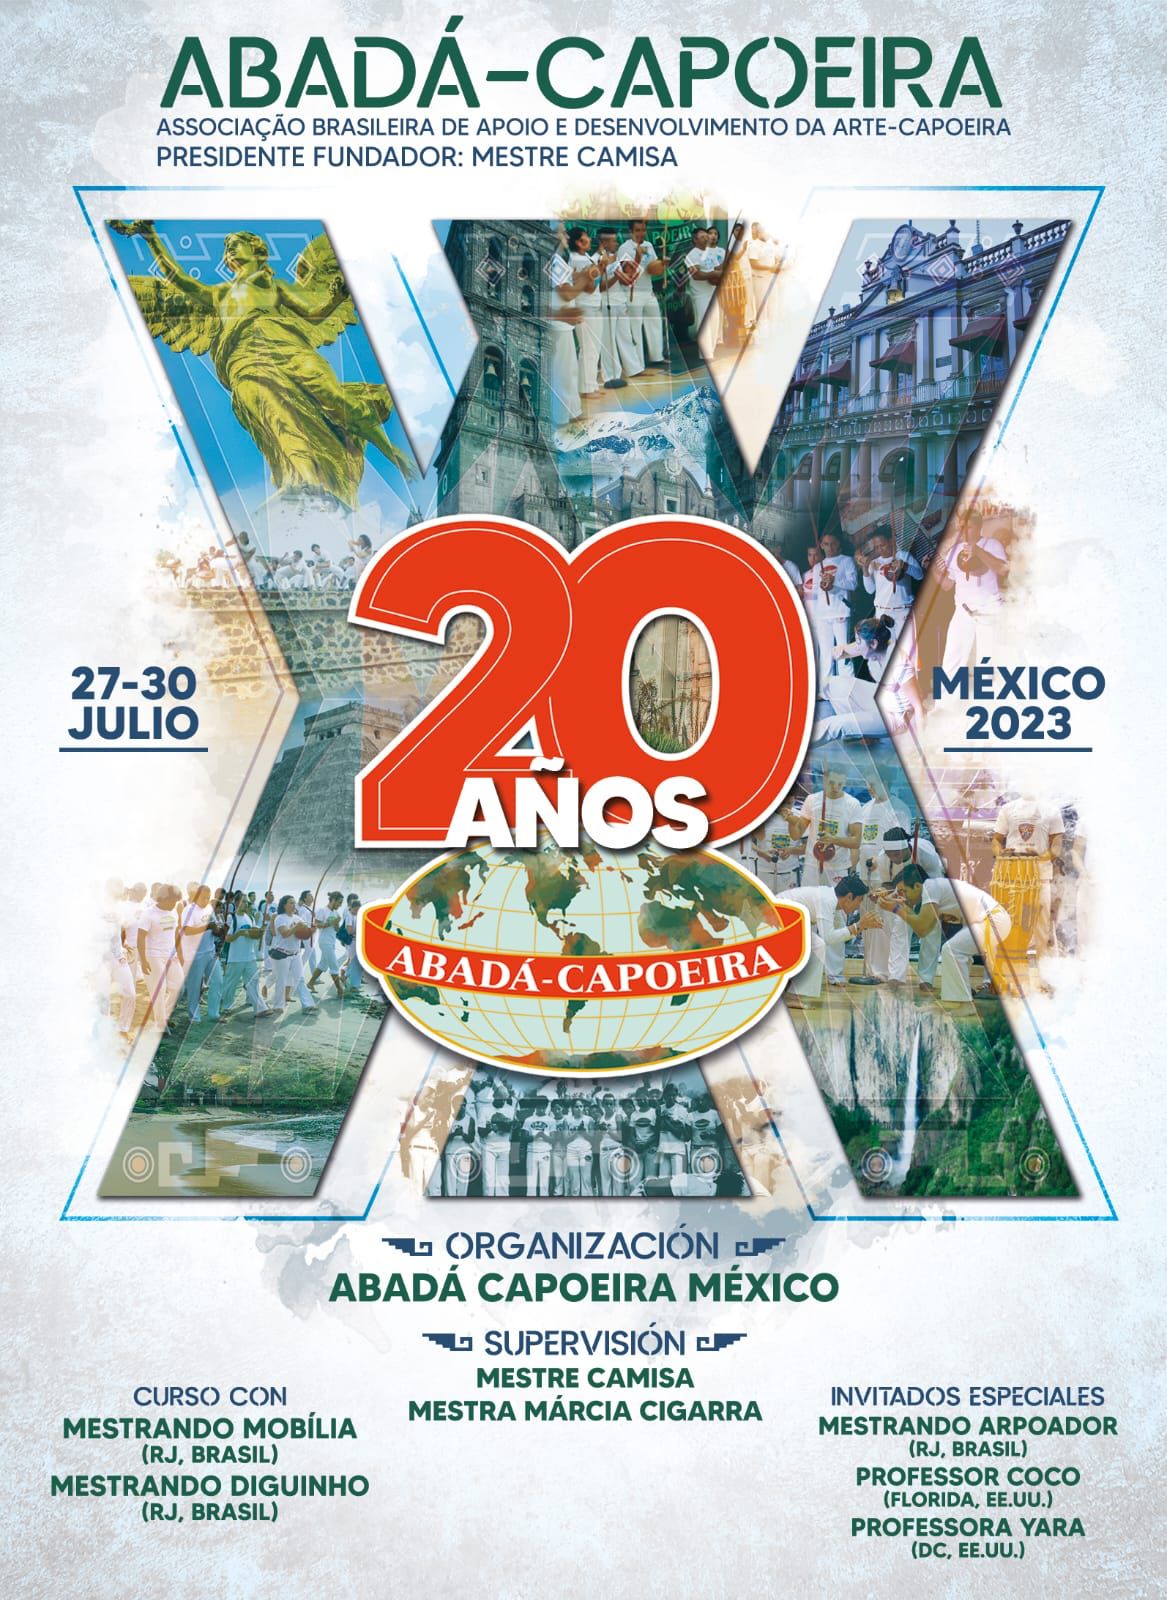 ABADÁ-CAPOEIRA
ASSOCIAÇÃO BRASILEIRA DE APOIO E DESENVOLVIMENTO DA ARTE-CAPOEIRA
PRESIDENTE FUNDADOR: MESTRE CAMISA
CAPOEIRA
27-30
JULIO
MÉXICO
2023
20
AÑOS
ABADÁ-CAPOEIRA
ORGANIZACIÓN
ABADÁ CAPOEIRA MÉXICO
SUPERVISIÓN
MESTRE CAMISA
MESTRA MÁRCIA CIGARRA
CURSO CON
MESTRANDO MOBÍLIA
(RJ, BRASIL)
MESTRANDO DIGUINHO
(RJ, BRASIL)
INVITADOS ESPECIALES
MESTRANDO ARPOADOR
(RJ, BRASIL)
PROFESSOR COCO
(FLORIDA, EE.UU.)
PROFESSORA YARA
(DC, EE.UU.)